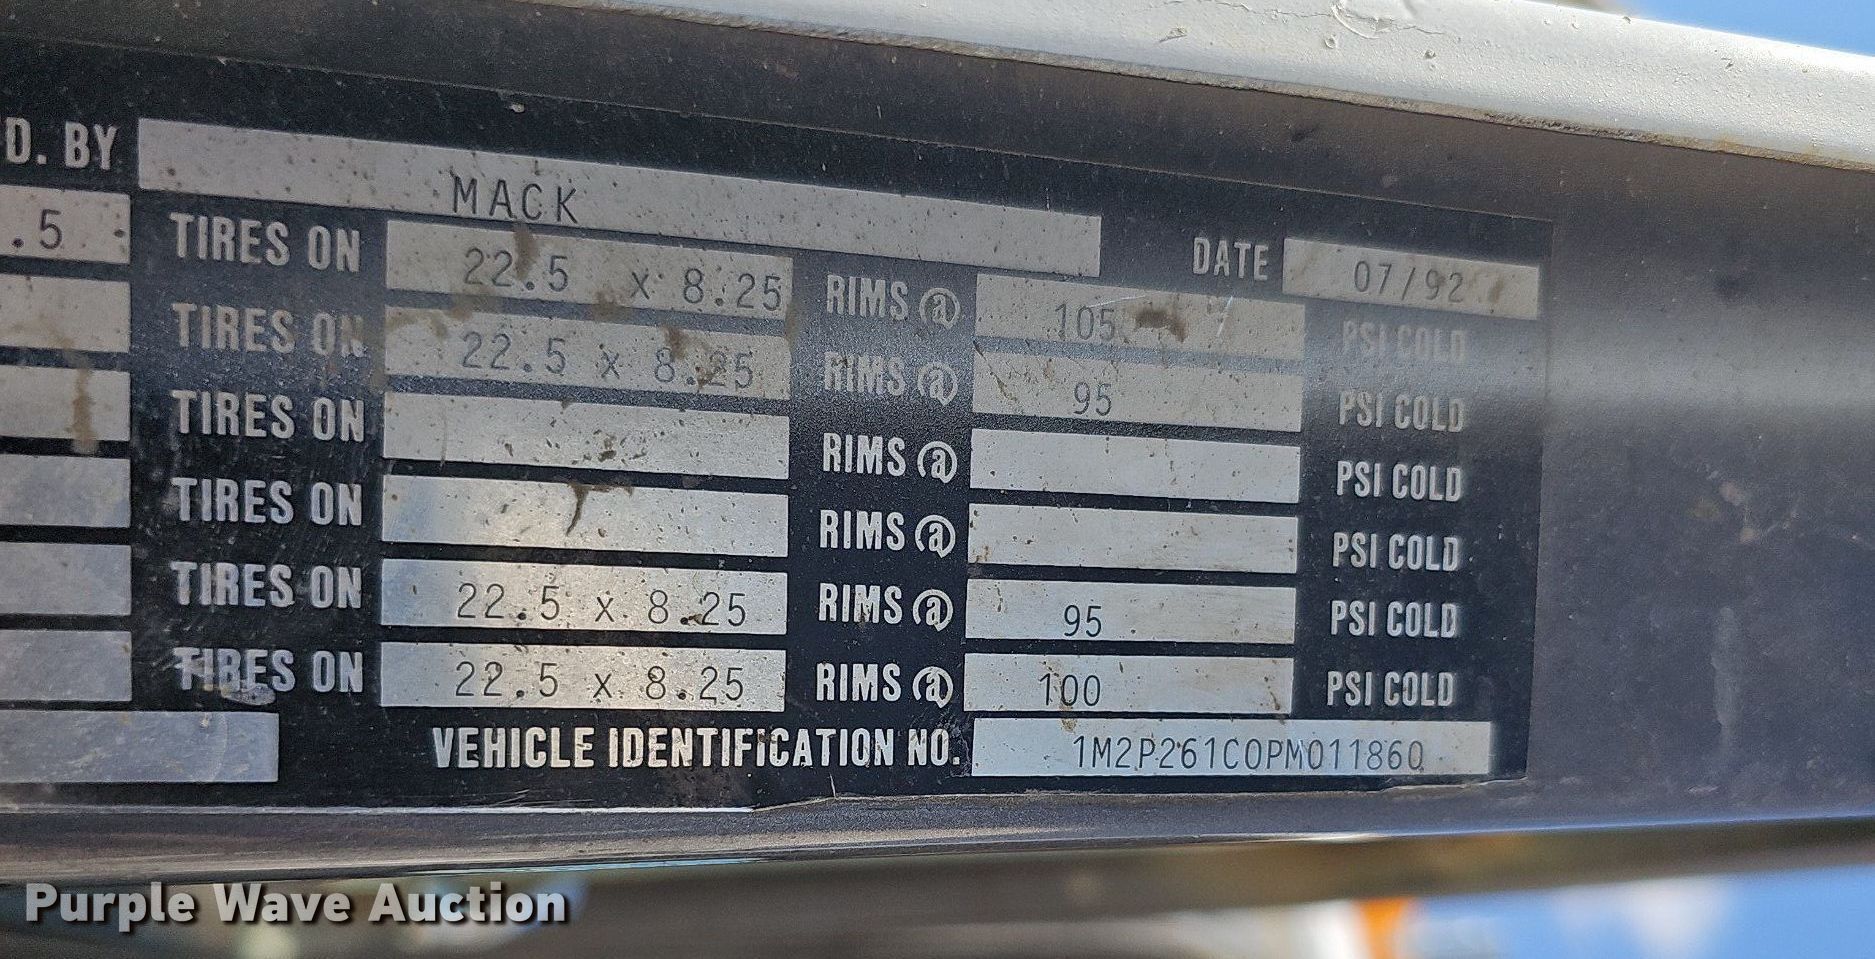 D. BY MACK DATE 07/92
.5 TIRES ON 22.5 x 8.25 RIMS @ 105 PSI COLD
TIRES ON 22.5 x 8.25 RIMS @ 95 PSI COLD
TIRES ON RIMS @ PSI COLD
TIRES ON RIMS @ PSI COLD
TIRES ON 22.5 x 8.25 RIMS @ 95 PSI COLD
TIRES ON 22.5 x 8.25 RIMS @ 100 PSI COLD
VEHICLE IDENTIFICATION NO. 1M2P261C0PM011860
Purple Wave Auction